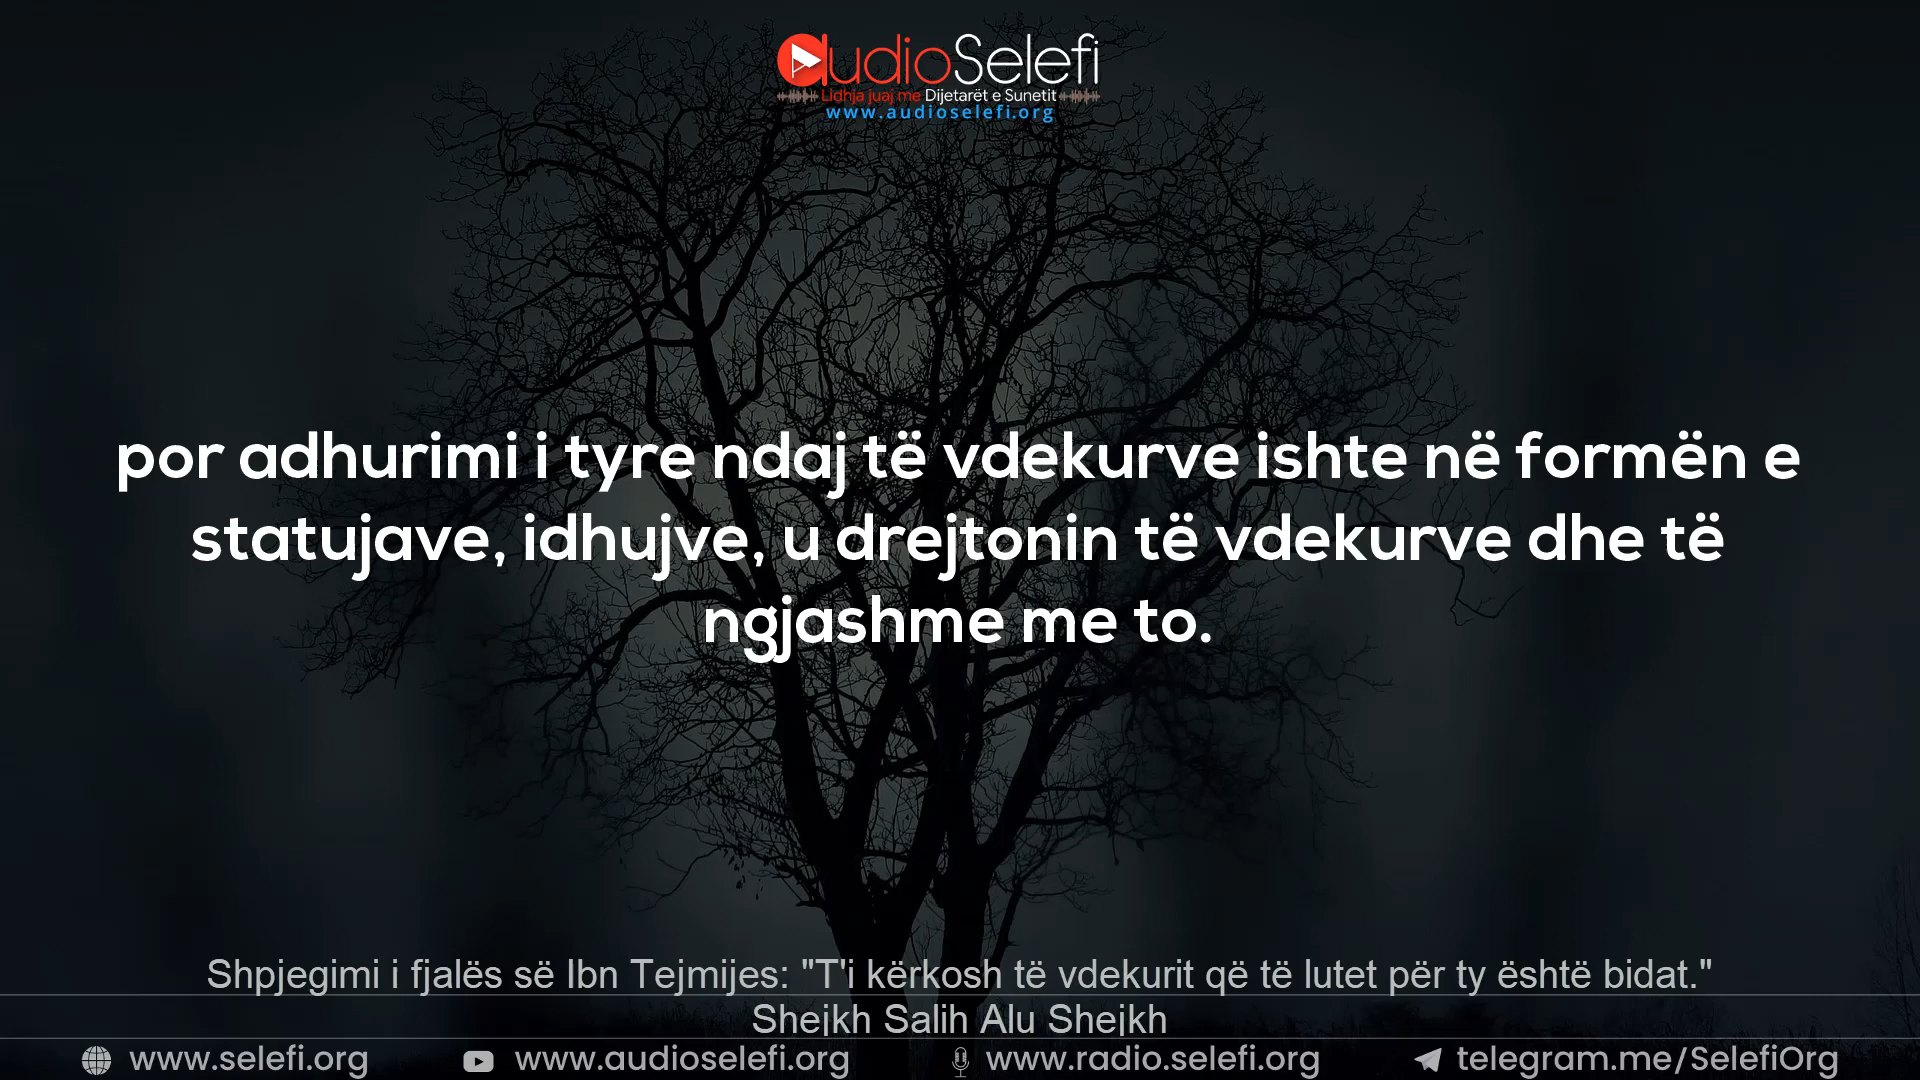 audioSelefi
Lidhja juaj me Dijetarët e Sunetit
www.audioselefi.org
por adhurimi i tyre ndaj të vdekurve ishte në formën e
statujave, idhujve, u drejtonin të vdekurve dhe të
ngjashme me to.
Shpjegimi i fjalës së Ibn Tejmijes: "T'i kërkosh të vdekurit që të lutet për ty është bidat."
Shejkh Salih Alu Shejkh
www.selefi.org www.audioselefi.org www.radio.selefi.org telegram.me/SelefiOrg